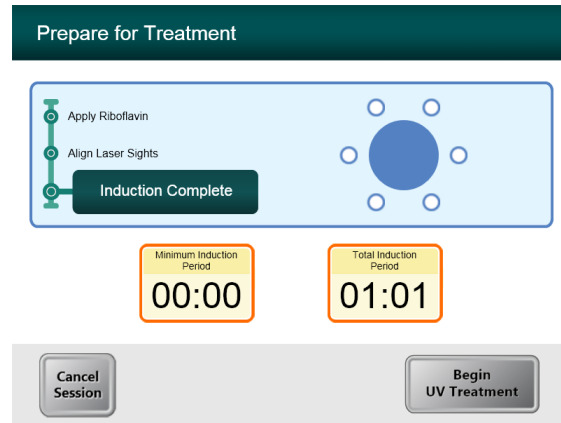 Prepare for Treatment
Apply Riboflavin
Align Laser Sights
Induction Complete
Minimum Induction
Period
00:00
Total Induction
Period
01:01
Cancel
Session
Begin
UV Treatment